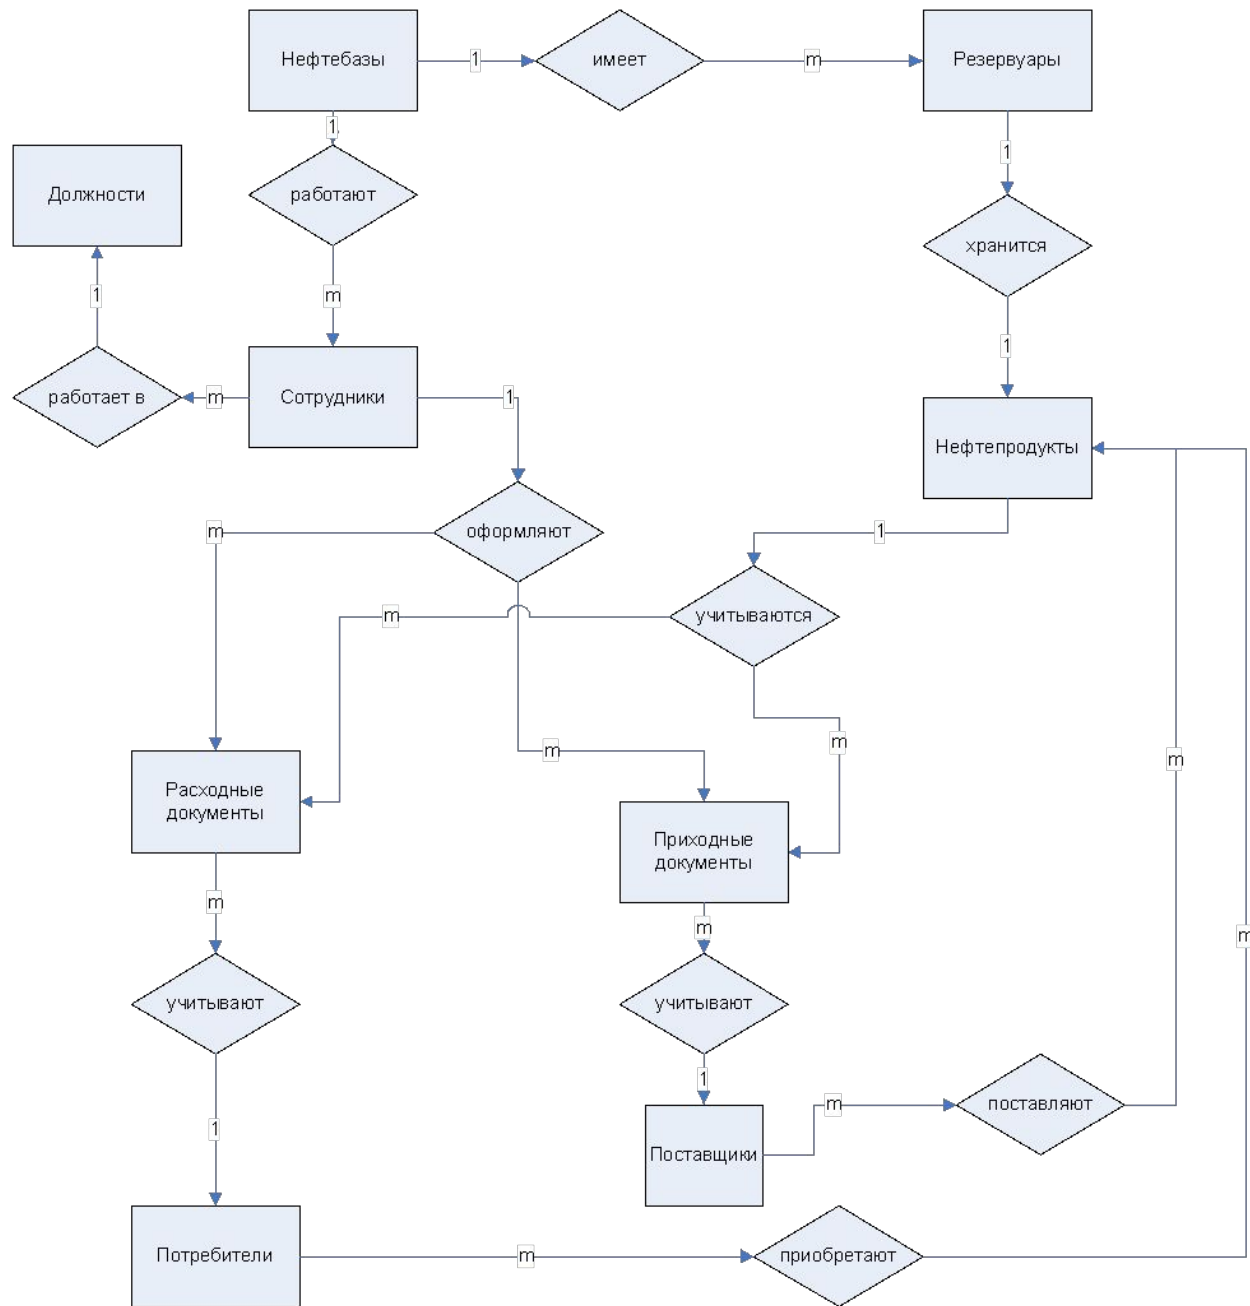 Нефтебазы
1
имеет
m
Резервуары
1
1
Должности
работают
хранится
1
m
1
работает в
m
Сотрудники
1
Нефтепродукты
m
оформляют
1
m
учитываются
m
m
m
Расходные
документы
Приходные
документы
m
m
m
m
учитывают
учитывают
1
поставляют
m
1
Поставщики
Потребители
m
приобретают